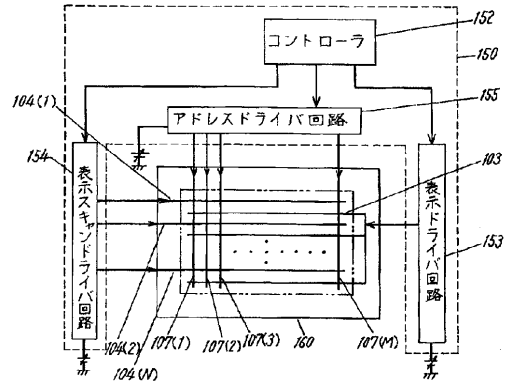 152
コントローラ
150
104(1)
155
アドレスドライバ回路
154
103
表示スキャンドライバ回路
表示ドライバ回路
153
104(2)
104(N)
107(1)
107(2)
107(3)
160
107(M)